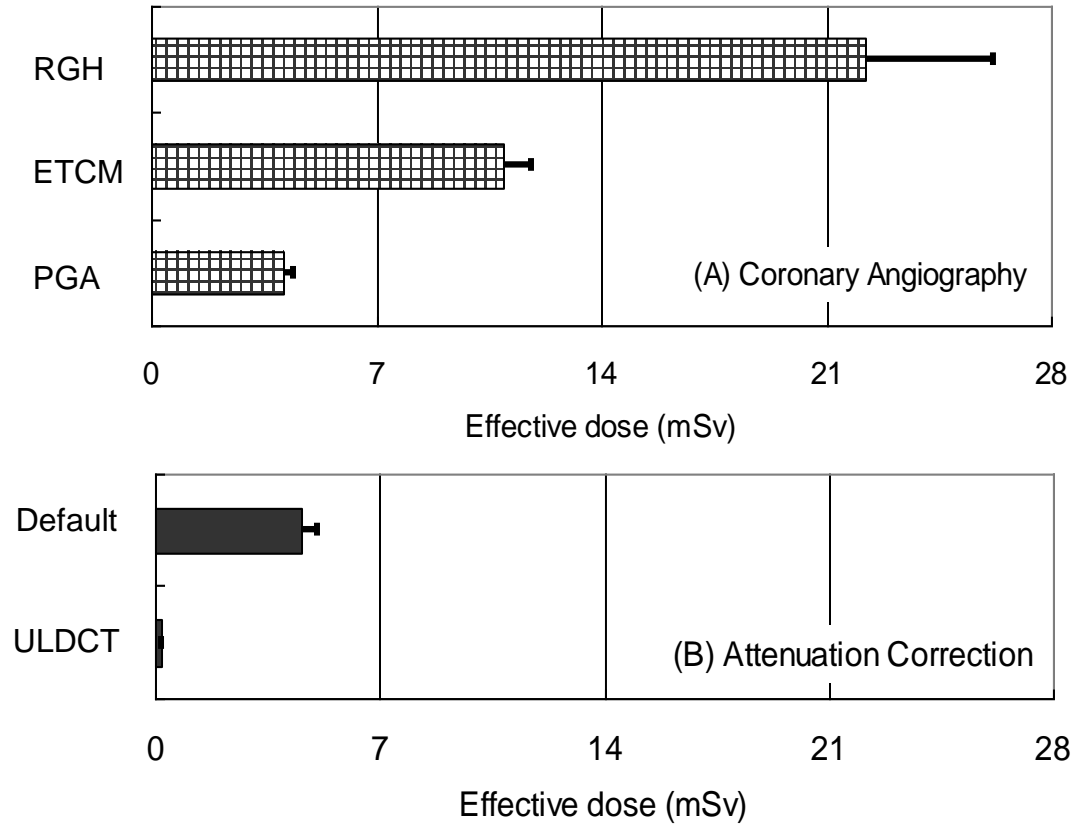 RGH
ETCM
PGA
(A) Coronary Angiography
0 7 14 21 28
Effective dose (mSv)
Default
ULDCT
(B) Attenuation Correction
0 7 14 21 28
Effective dose (mSv)